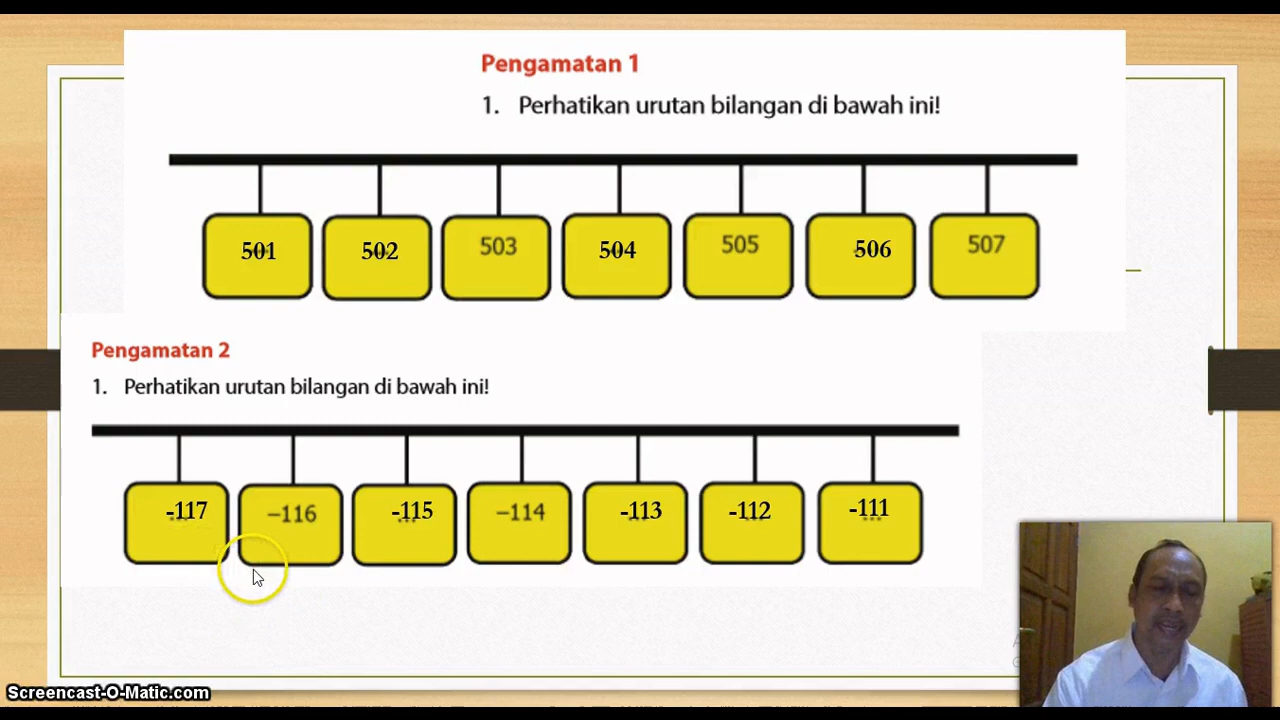 Pengamatan 1
1. Perhatikan urutan bilangan di bawah ini!
501 502 503 504 505 506 507
Pengamatan 2
1. Perhatikan urutan bilangan di bawah ini!
-117 –116 -115 –114 -113 -112 -111
Screencast-O-Matic.com